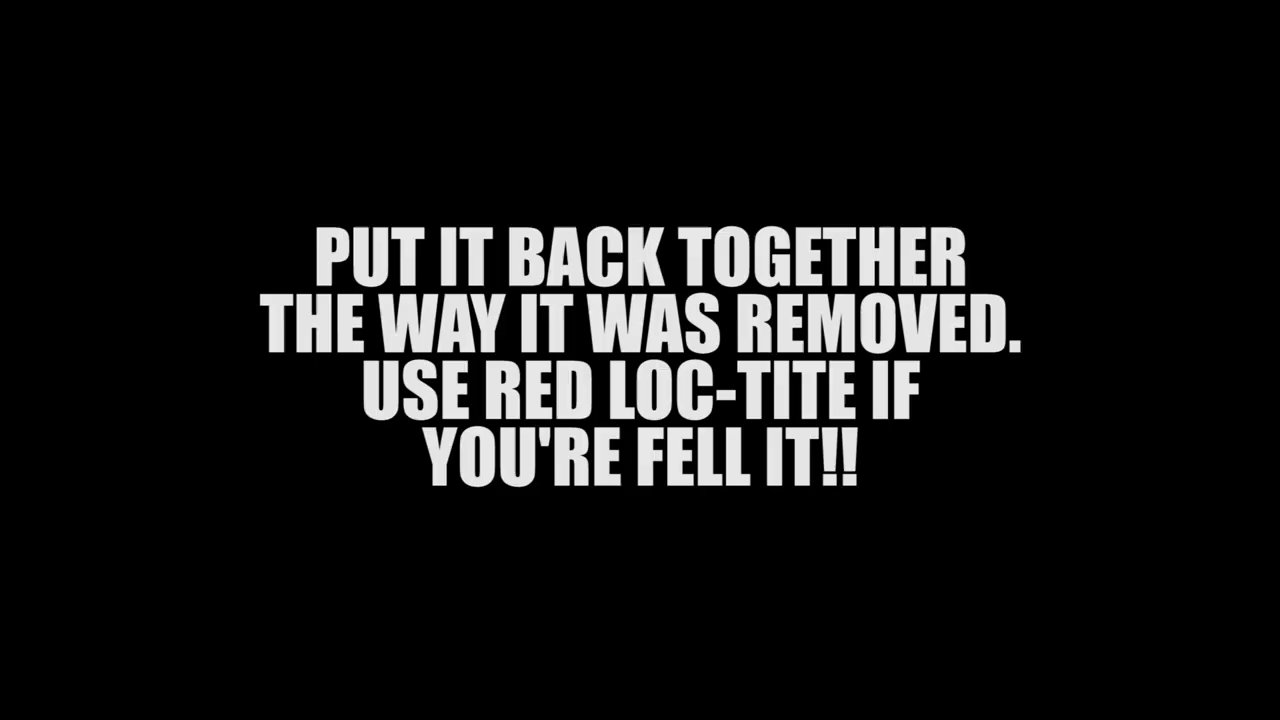 PUT IT BACK TOGETHER
THE WAY IT WAS REMOVED.
USE RED LOC-TITE IF
YOU'RE FELL IT!!